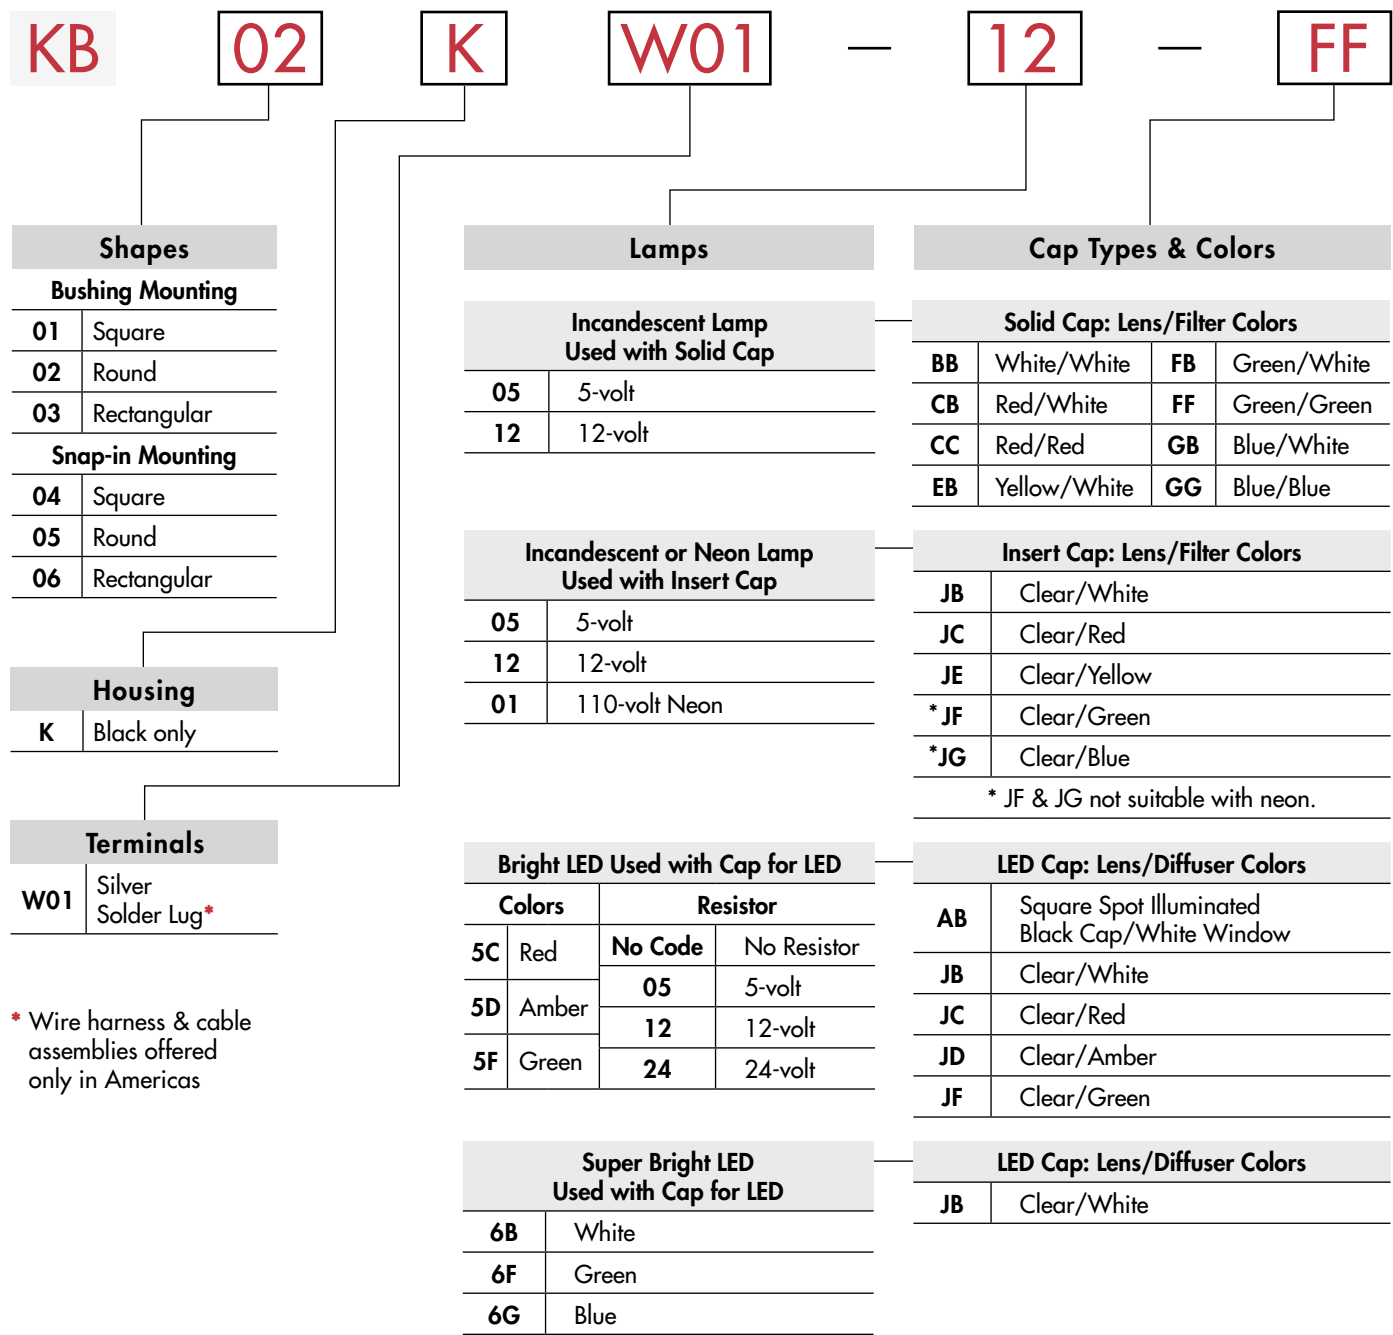 KB 02 K W01 — 12 — FF
Shapes
Bushing Mounting
01 Square
02 Round
03 Rectangular
Snap-in Mounting
04 Square
05 Round
06 Rectangular
Housing
K Black only
Terminals
W01 Silver
Solder Lug*
* Wire harness & cable
assemblies offered
only in Americas
Lamps
Incandescent Lamp
Used with Solid Cap
05 5-volt
12 12-volt
Incandescent or Neon Lamp
Used with Insert Cap
05 5-volt
12 12-volt
01 110-volt Neon
Bright LED Used with Cap for LED
Colors Resistor
5C Red
5D Amber
5F Green
No Code No Resistor
05 5-volt
12 12-volt
24 24-volt
Super Bright LED
Used with Cap for LED
6B White
6F Green
6G Blue
Cap Types & Colors
Solid Cap: Lens/Filter Colors
BB White/White FB Green/White
CB Red/White FF Green/Green
CC Red/Red GB Blue/White
EB Yellow/White GG Blue/Blue
Insert Cap: Lens/Filter Colors
JB Clear/White
JC Clear/Red
JE Clear/Yellow
*JF Clear/Green
*JG Clear/Blue
* JF & JG not suitable with neon.
LED Cap: Lens/Diffuser Colors
AB Square Spot Illuminated
Black Cap/White Window
JB Clear/White
JC Clear/Red
JD Clear/Amber
JF Clear/Green
LED Cap: Lens/Diffuser Colors
JB Clear/White